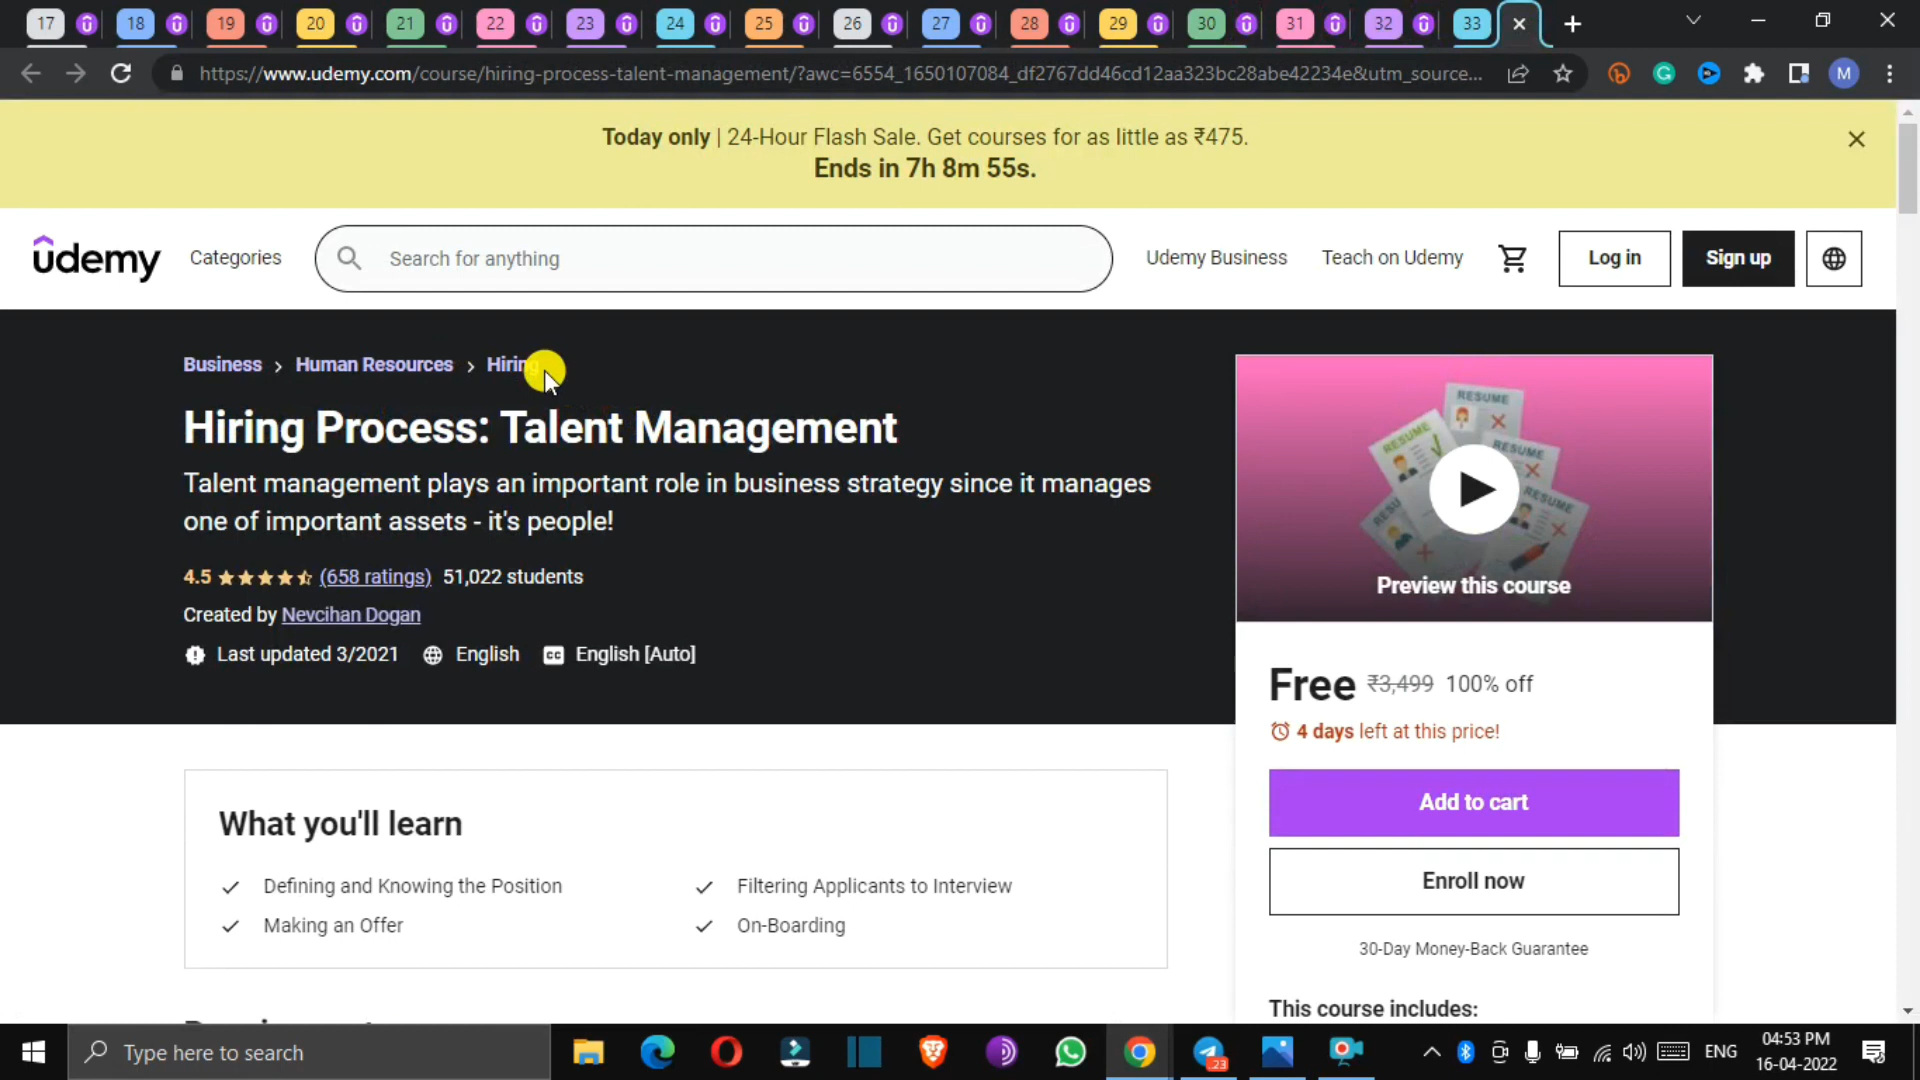 17 18 19 20 21 22 23 24 25 26 27 28 29 30 31 32 33
https://www.udemy.com/course/hiring-process-talent-management/?awc=6554_1650107084_df2767dd46cd12aa323bc28abe42234e&utm_source...
M
Today only | 24-Hour Flash Sale. Get courses for as little as ₹475.
Ends in 7h 8m 55s.
udemy
Categories
Search for anything
Udemy Business
Teach on Udemy
Log in
Sign up
Business > Human Resources > Hiring
Hiring Process: Talent Management
Talent management plays an important role in business strategy since it manages
one of important assets - it's people!
4.5 (658 ratings) 51,022 students
Created by Nevcihan Dogan
Last updated 3/2021 English CC English [Auto]
RESUME
RESUME
RESUME
RESUME
RESUME
Preview this course
Free ₹3,499 100% off
4 days left at this price!
Add to cart
Enroll now
30-Day Money-Back Guarantee
This course includes:
What you'll learn
Defining and Knowing the Position
Filtering Applicants to Interview
Making an Offer
On-Boarding
Type here to search
23
ENG
04:53 PM
16-04-2022